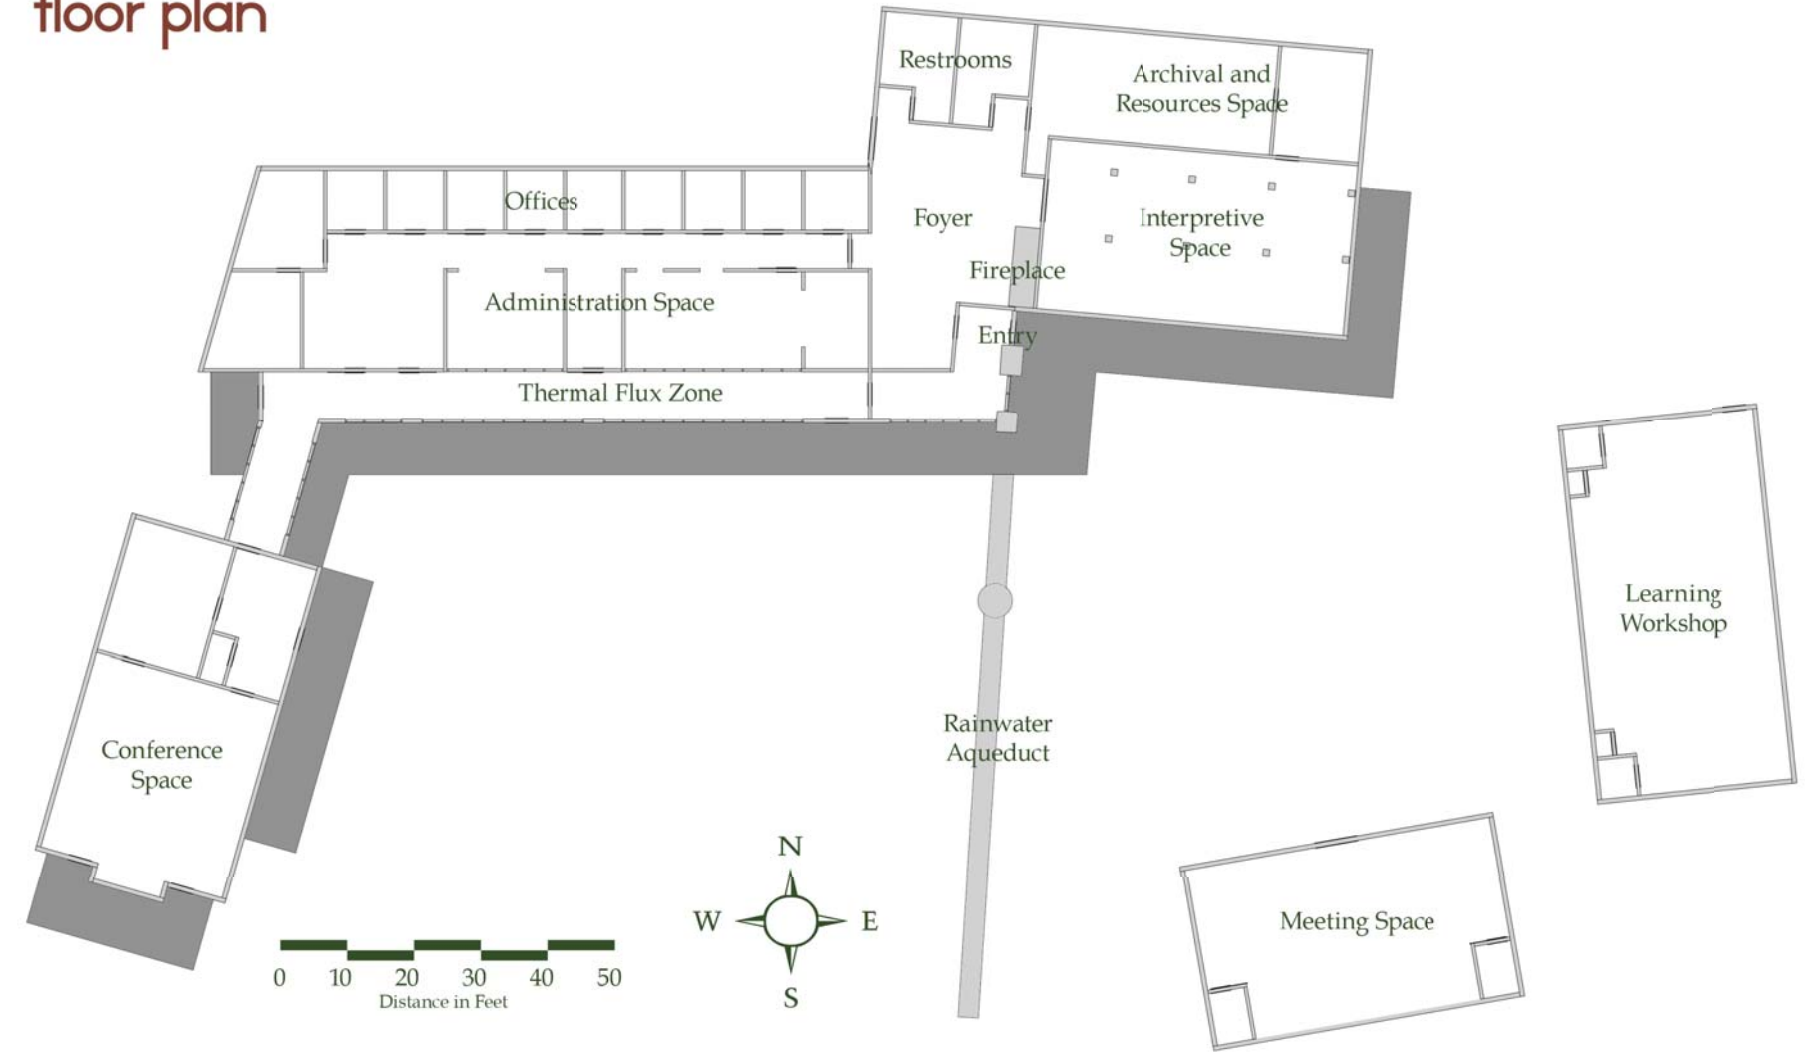 floor plan
Restrooms
Archival and
Resources Space
Offices
Foyer
Interpretive
Space
Fireplace
Administration Space
Entry
Thermal Flux Zone
Learning
Workshop
Rainwater
Aqueduct
Conference
Space
N
W E
S
Meeting Space
0 10 20 30 40 50
Distance in Feet